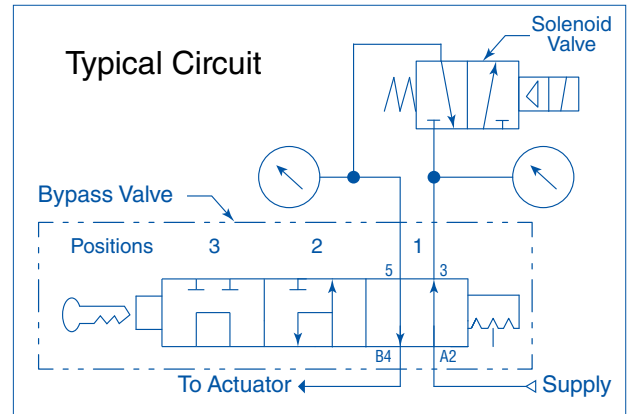 Typical Circuit
Solenoid
Valve
Bypass Valve
Positions 3 2 1
5 3
B4 A2
To Actuator
Supply